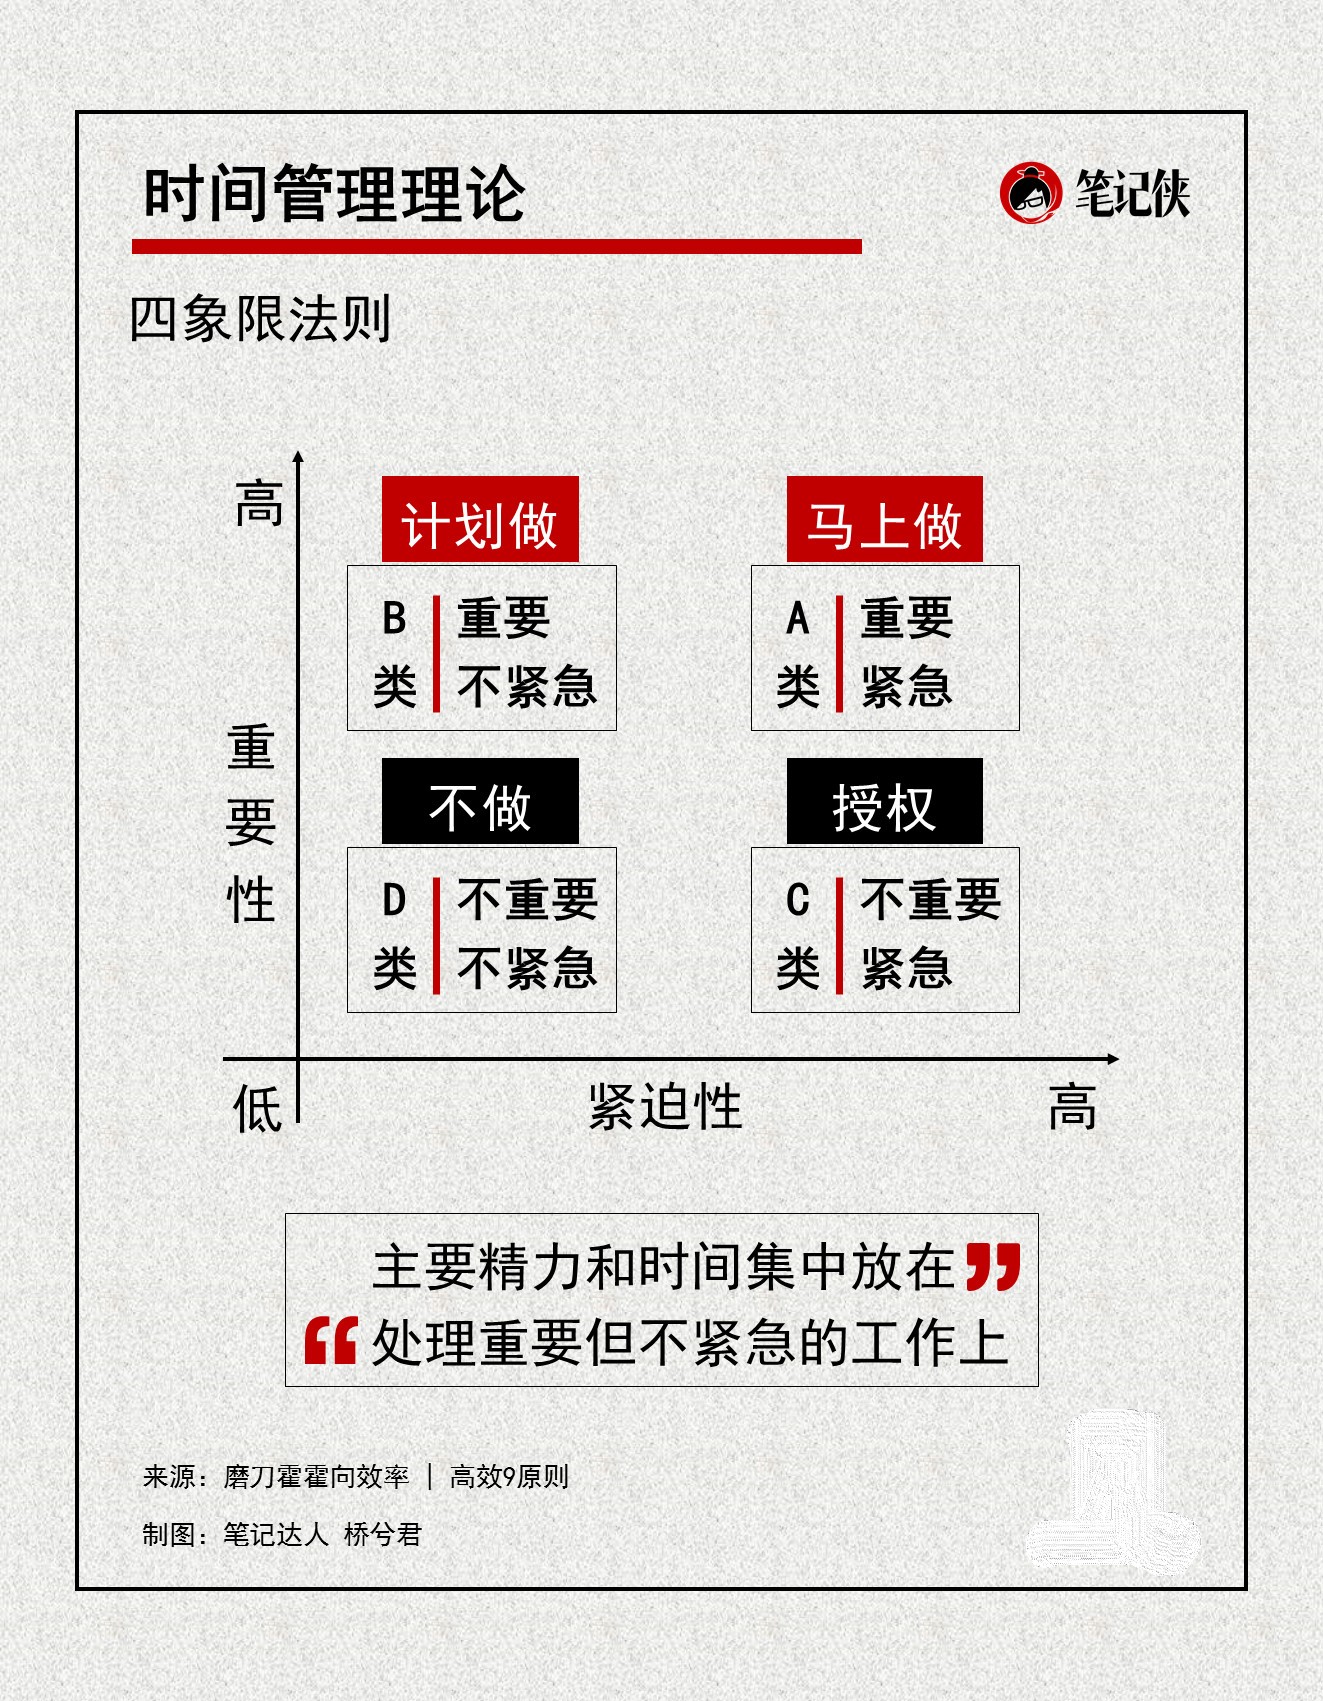 时间管理理论
笔记侠
四象限法则
高
计划做
马上做
B类
重要
不紧急
A类
重要
紧急
重要性
不做
授权
D类
不重要
不紧急
C类
不重要
紧急
低
紧迫性
高
主要精力和时间集中放在”
“处理重要但不紧急的工作上
来源：磨刀霍霍向效率 | 高效9原则
制图：笔记达人 桥兮君